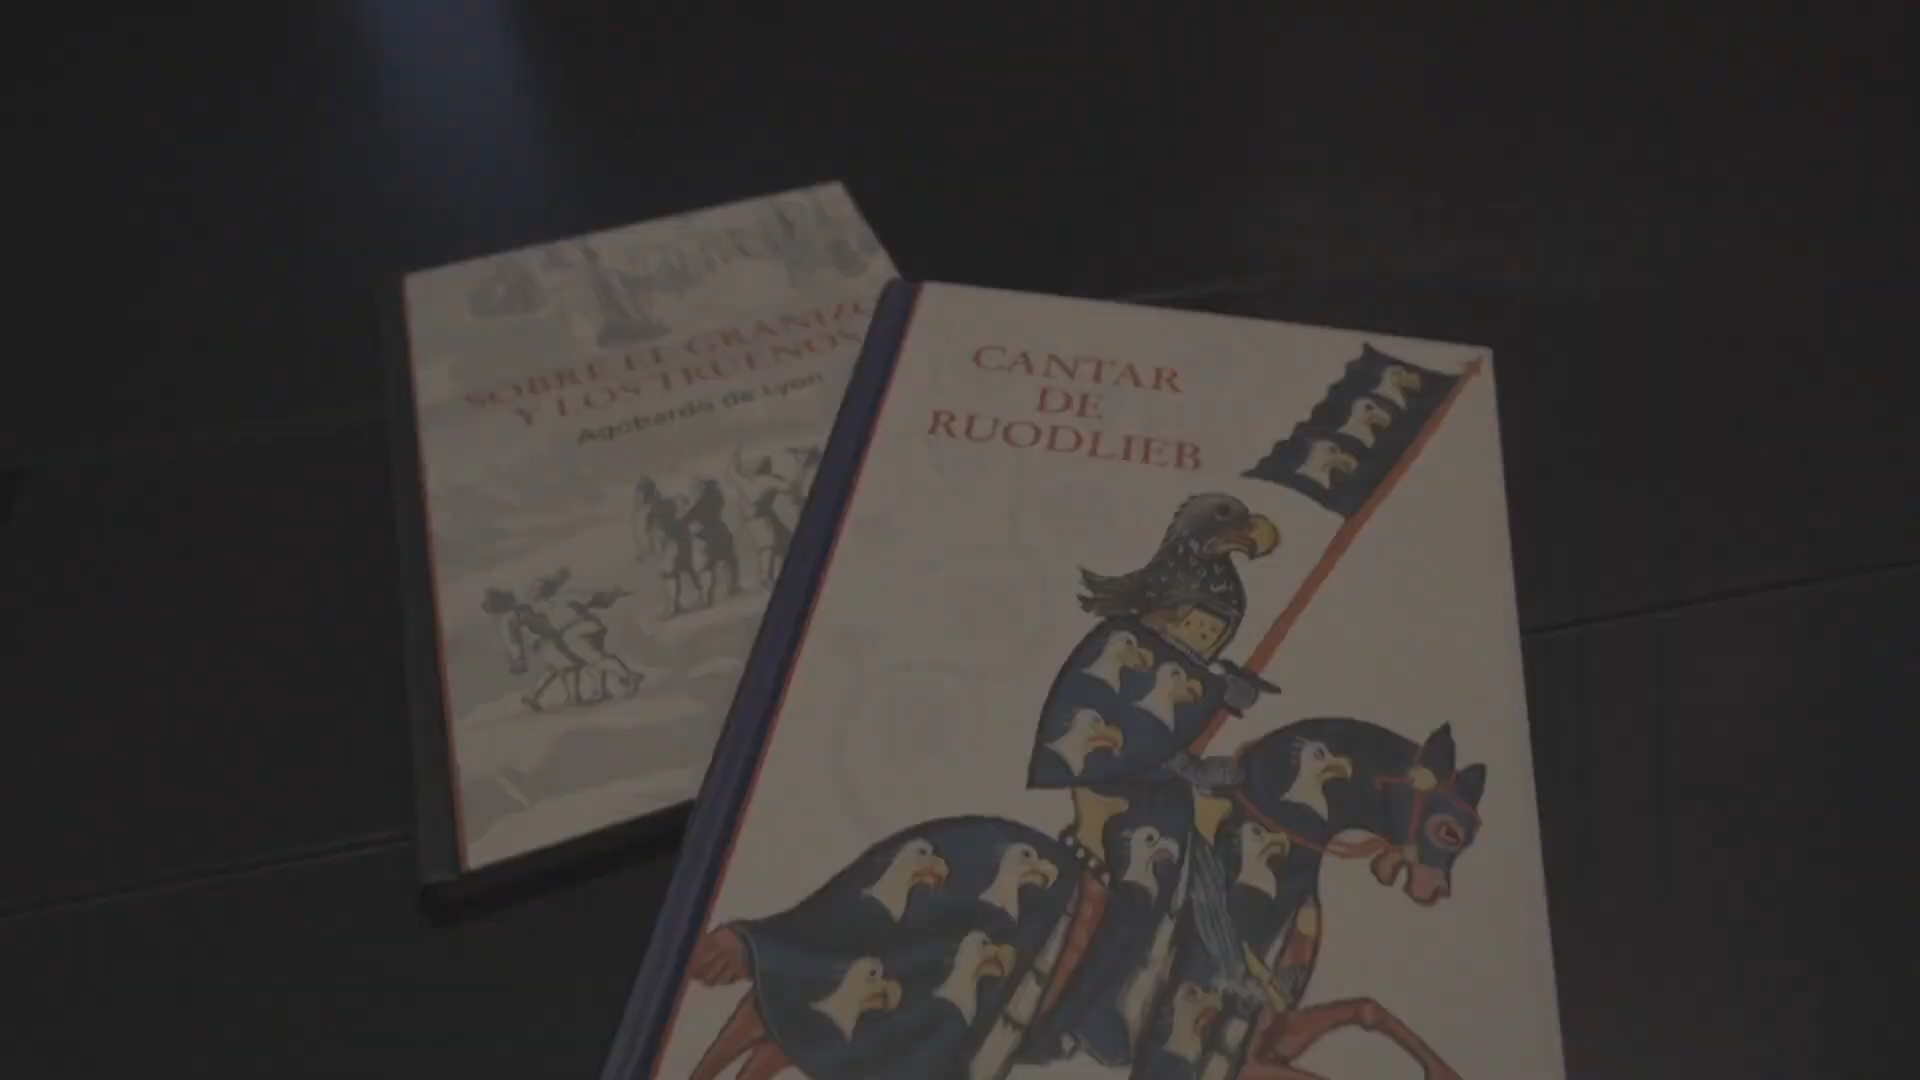 SOBRE EL GRANIZO
Y LOS TRUENOS
Agobardo de Lyon
CANTAR
DE
RUODLIEB